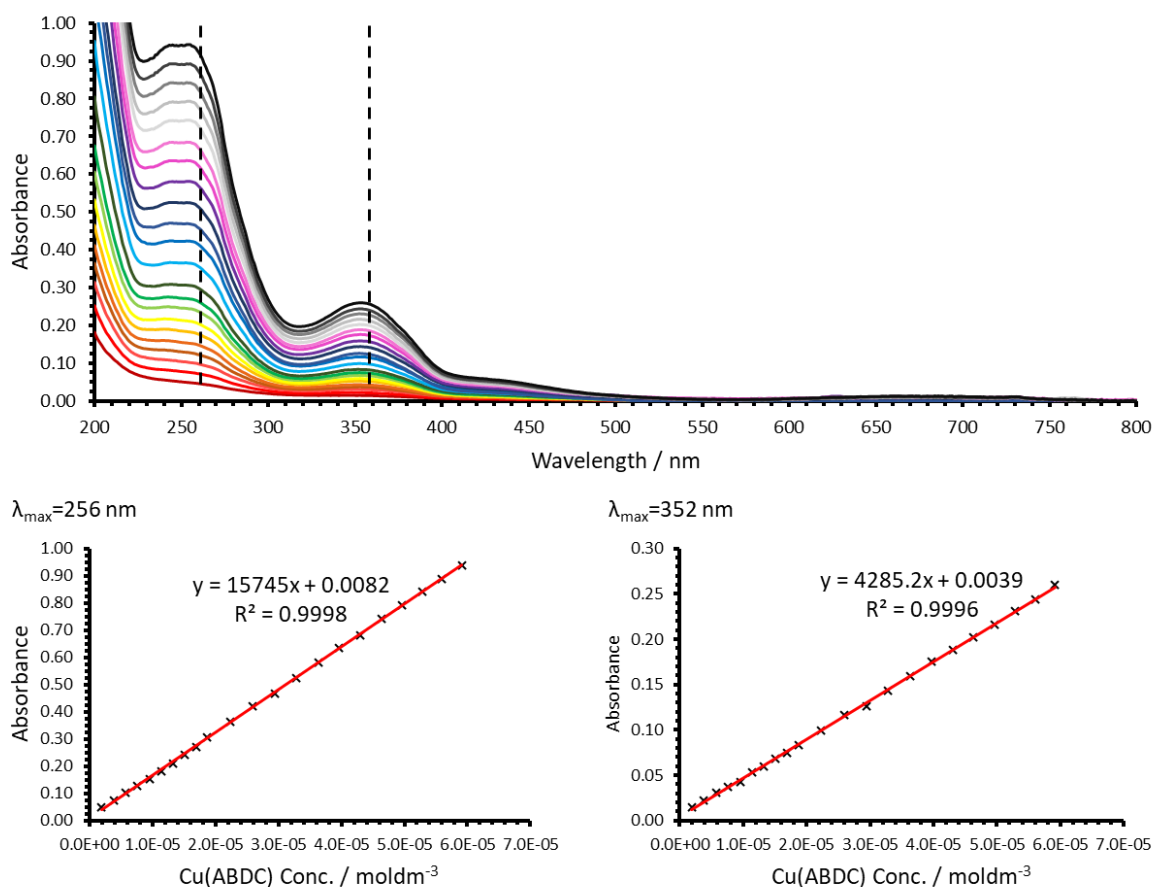 1.00
0.90
0.80
0.70
0.60
0.50
0.40
0.30
0.20
0.10
0.00
Absorbance
200 250 300 350 400 450 500 550 600 650 700 750 800
Wavelength / nm
λmax=256 nm
1.00
0.90
0.80
0.70
0.60
0.50
0.40
0.30
0.20
0.10
0.00
Absorbance
y = 15745x + 0.0082
R² = 0.9998
0.0E+00 1.0E-05 2.0E-05 3.0E-05 4.0E-05 5.0E-05 6.0E-05 7.0E-05
Cu(ABDC) Conc. / moldm⁻³
λmax=352 nm
0.30
0.25
0.20
0.15
0.10
0.05
0.00
Absorbance
y = 4285.2x + 0.0039
R² = 0.9996
0.0E+00 1.0E-05 2.0E-05 3.0E-05 4.0E-05 5.0E-05 6.0E-05 7.0E-05
Cu(ABDC) Conc. / moldm⁻³